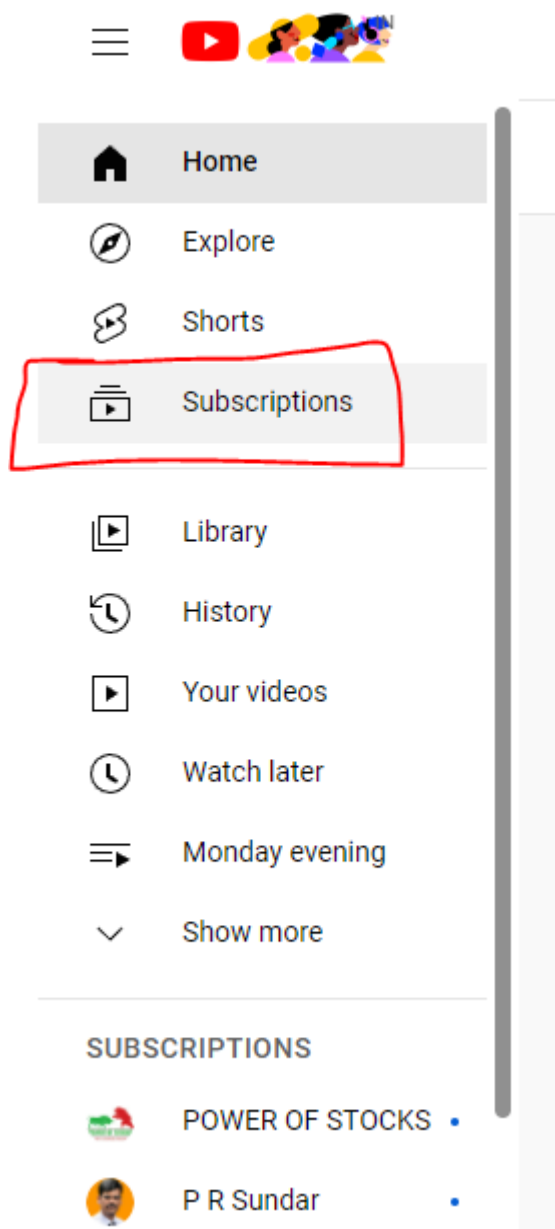 Home
Explore
Shorts
Subscriptions
Library
History
Your videos
Watch later
Monday evening
Show more
SUBSCRIPTIONS
POWER OF STOCKS
P R Sundar